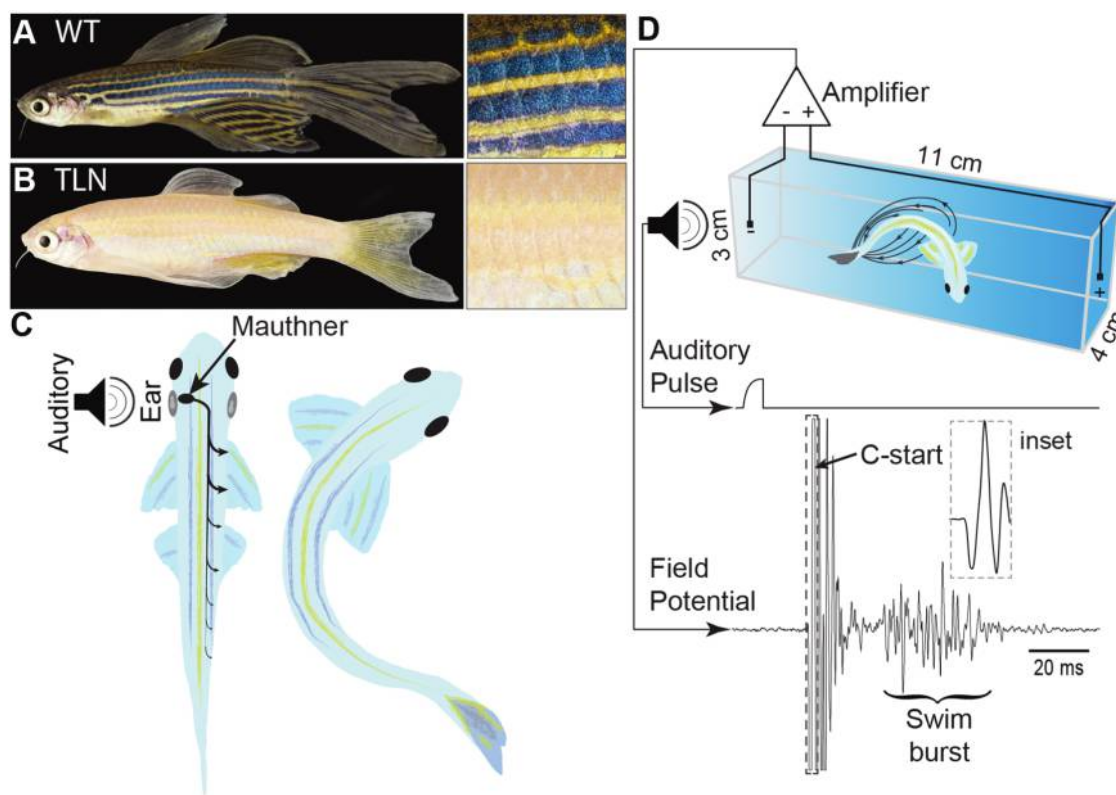 A WT
B TLN
C
Mauthner
Auditory
Ear
D
Amplifier
- +
11 cm
3 cm
4 cm
-
+
Auditory
Pulse
C-start
inset
Field
Potential
20 ms
Swim
burst